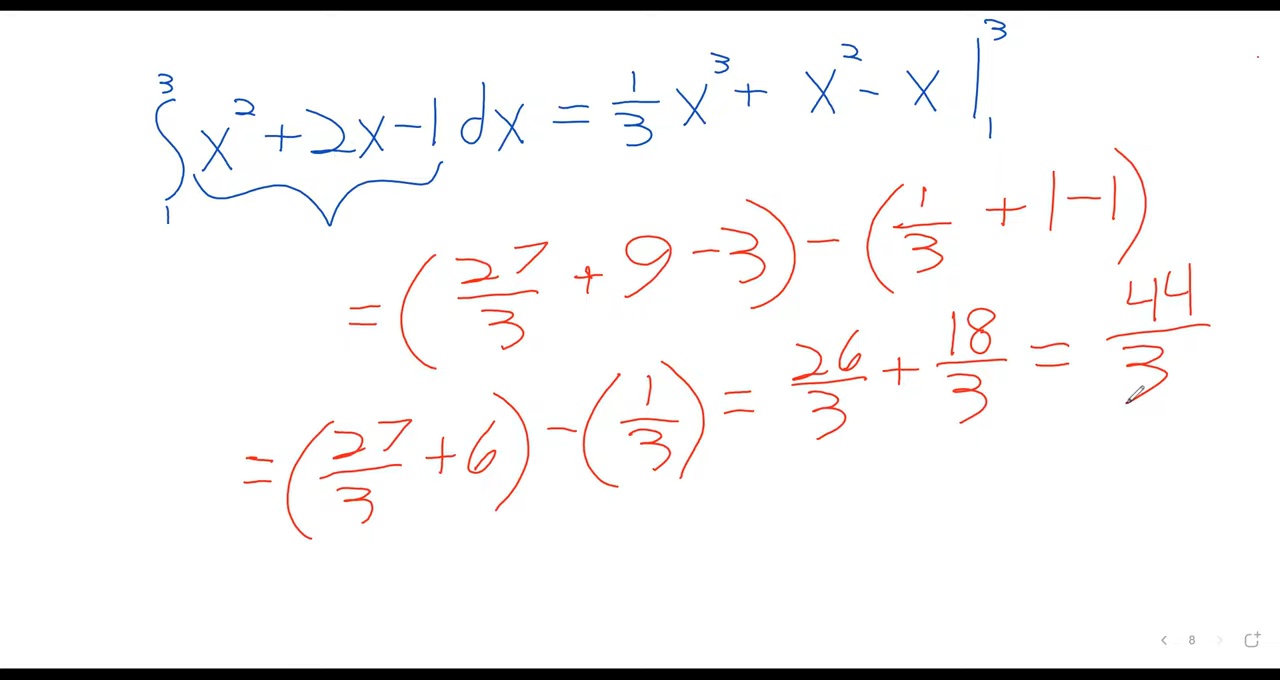 ∫₁³ x² + 2x - 1 dx = 1/3 x³ + x² - x |₁³
= (27/3 + 9 - 3) - (1/3 + 1 - 1)
= (27/3 + 6) - (1/3) = 26/3 + 18/3 = 44/3
8